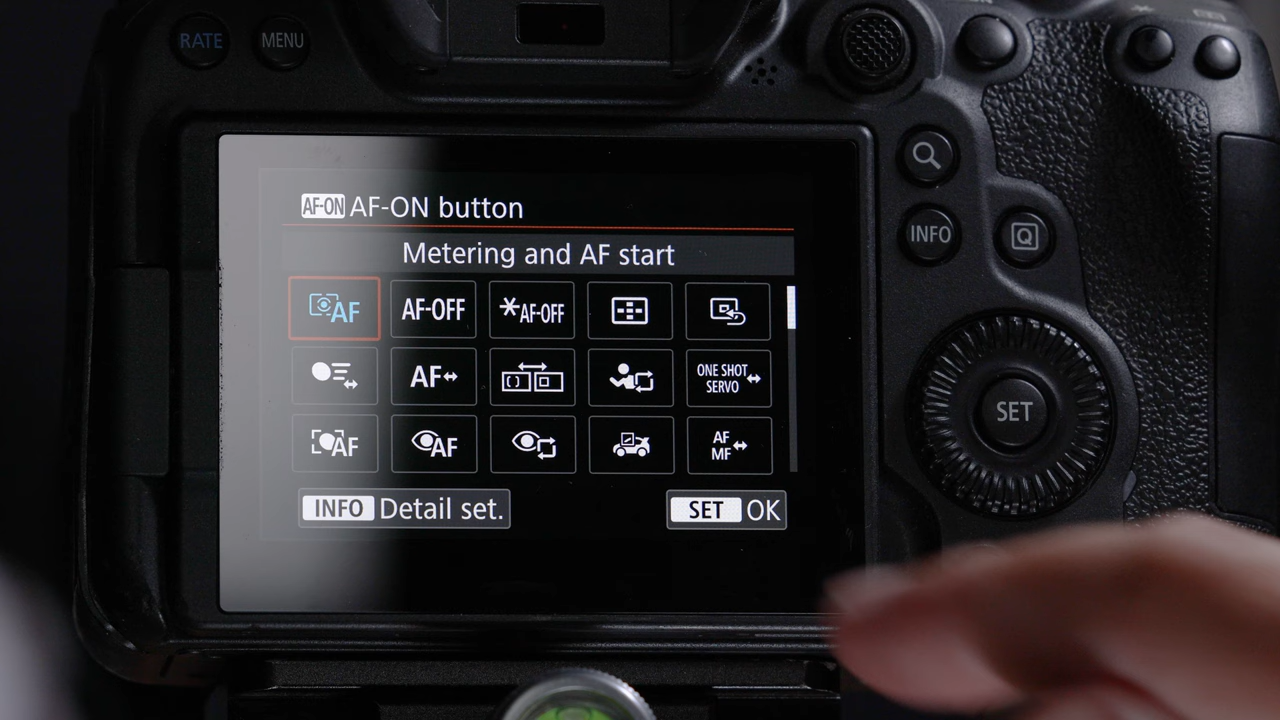 RATE MENU
AF-ON AF-ON button
Metering and AF start
AF AF-OFF *AF-OFF
AF ONE SHOT
SERVO
AF AF AF
MF
INFO Detail set. SET OK
INFO Q
SET